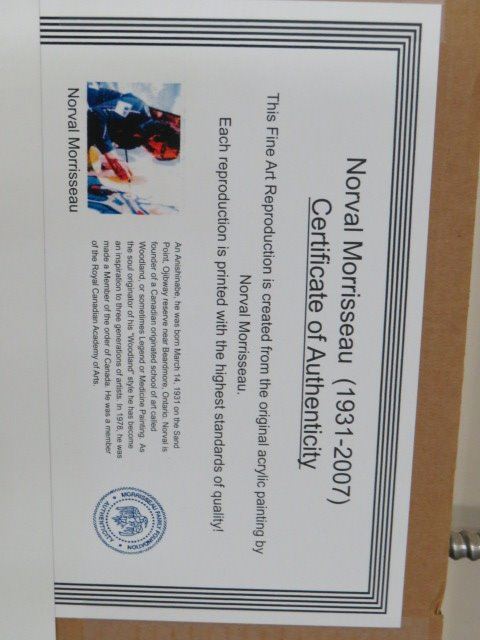 Norval Morrisseau (1931-2007)
Certificate of Authenticity
This Fine Art Reproduction is created from the original acrylic painting by
Norval Morrisseau.
Each reproduction is printed with the highest standards of quality!
Norval Morrisseau
An Anishinabe, he was born March 14, 1931 on the Sand
Point, Ojibway reserve near Beardmore, Ontario. Norval is
founder of a Canadian originated school of art called
Woodland, or sometimes Legend or Medicine Painting. As
the soul originator of his "Woodland" style he has become
an inspiration to three generations of artists. In 1978, he was
made a Member of the order of Canada. He was a member
of the Royal Canadian Academy of Arts.
MORRISSEAU FAMILY FOUNDATION
AUTHENTICITY